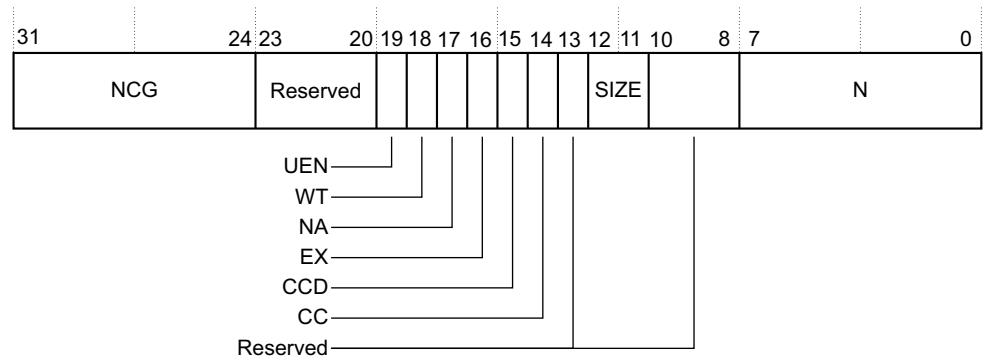 31 24 23 20 19 18 17 16 15 14 13 12 11 10 8 7 0
NCG Reserved SIZE N
UEN
WT
NA
EX
CCD
CC
Reserved